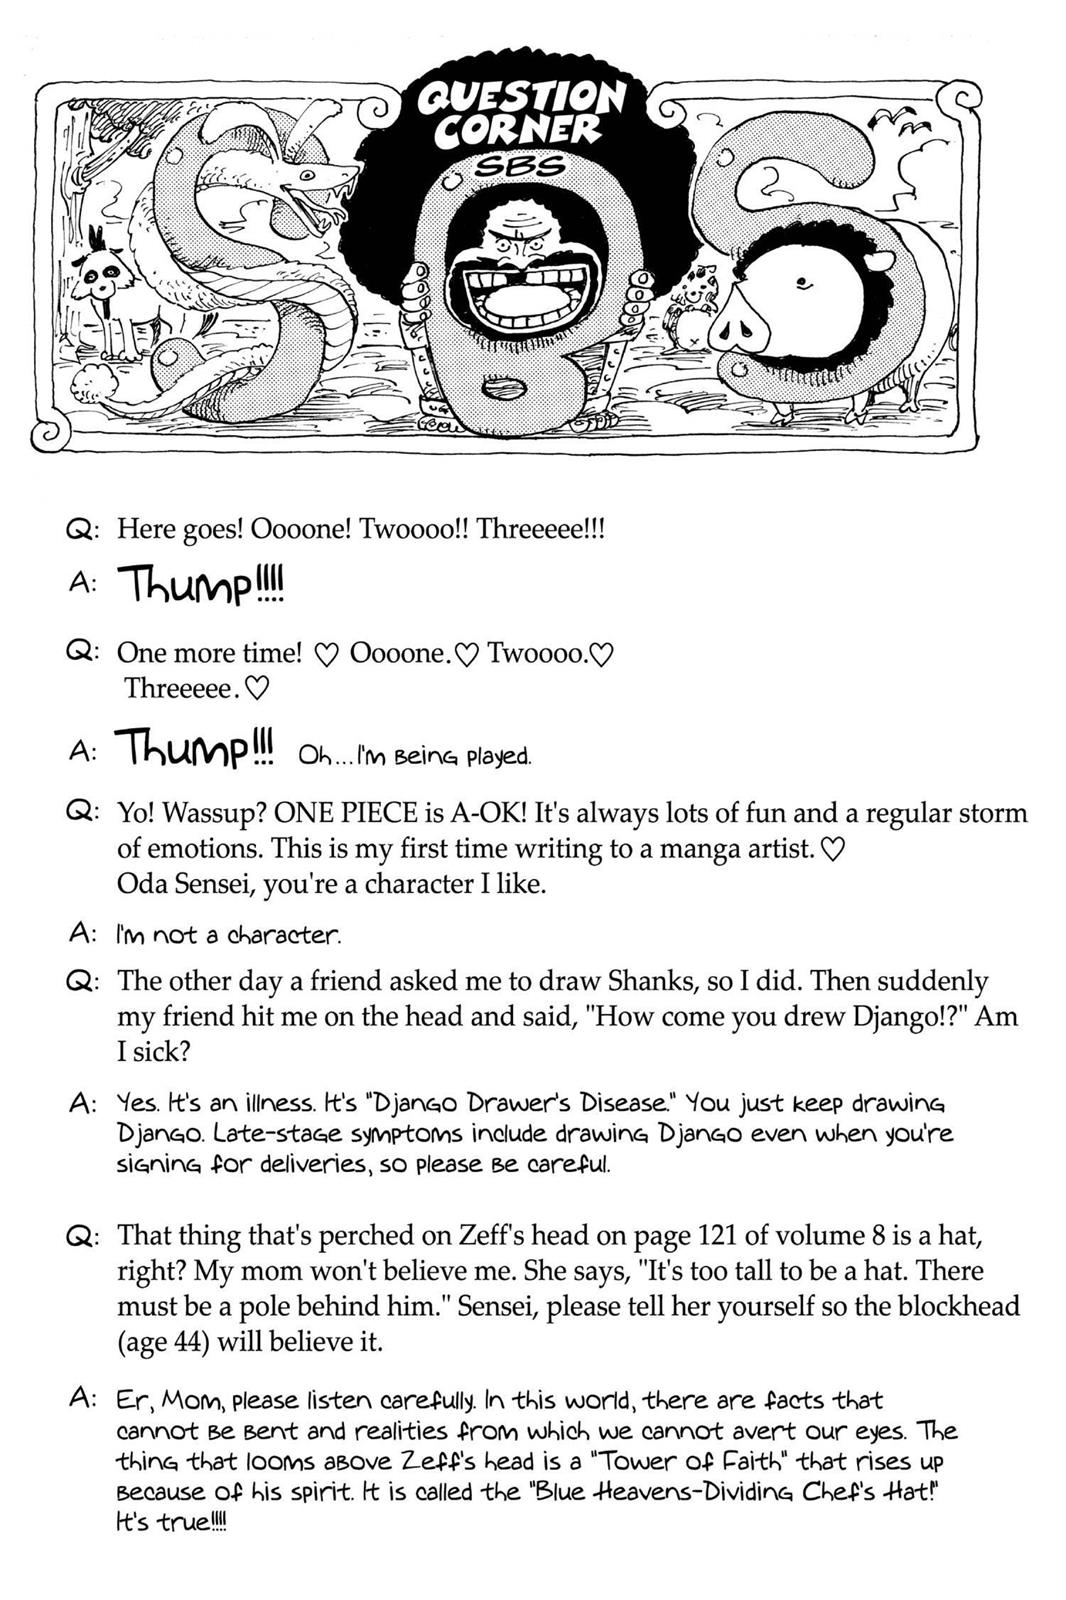 QUESTION
CORNER
SBS
SBS
Q: Here goes! Oooone! Twoooo!! Threeeee!!!
A: Thump!!!!
Q: One more time! ♡ Oooone.♡ Twoooo.♡
Threeeee.♡
A: Thump!!! Oh...I'm being played.
Q: Yo! Wassup? ONE PIECE is A-OK! It's always lots of fun and a regular storm
of emotions. This is my first time writing to a manga artist.♡
Oda Sensei, you're a character I like.
A: I'm not a character.
Q: The other day a friend asked me to draw Shanks, so I did. Then suddenly
my friend hit me on the head and said, "How come you drew Django!?" Am
I sick?
A: Yes. It's an illness. It's "Django Drawer's Disease." You just keep drawing
Django. Late-stage symptoms include drawing Django even when you're
signing for deliveries, so please be careful.
Q: That thing that's perched on Zeff's head on page 121 of volume 8 is a hat,
right? My mom won't believe me. She says, "It's too tall to be a hat. There
must be a pole behind him." Sensei, please tell her yourself so the blockhead
(age 44) will believe it.
A: Er, Mom, please listen carefully. In this world, there are facts that
cannot be bent and realities from which we cannot avert our eyes. The
thing that looms above Zeff's head is a "Tower of Faith" that rises up
because of his spirit. It is called the "Blue Heavens-Dividing Chef's Hat!"
It's true!!!!